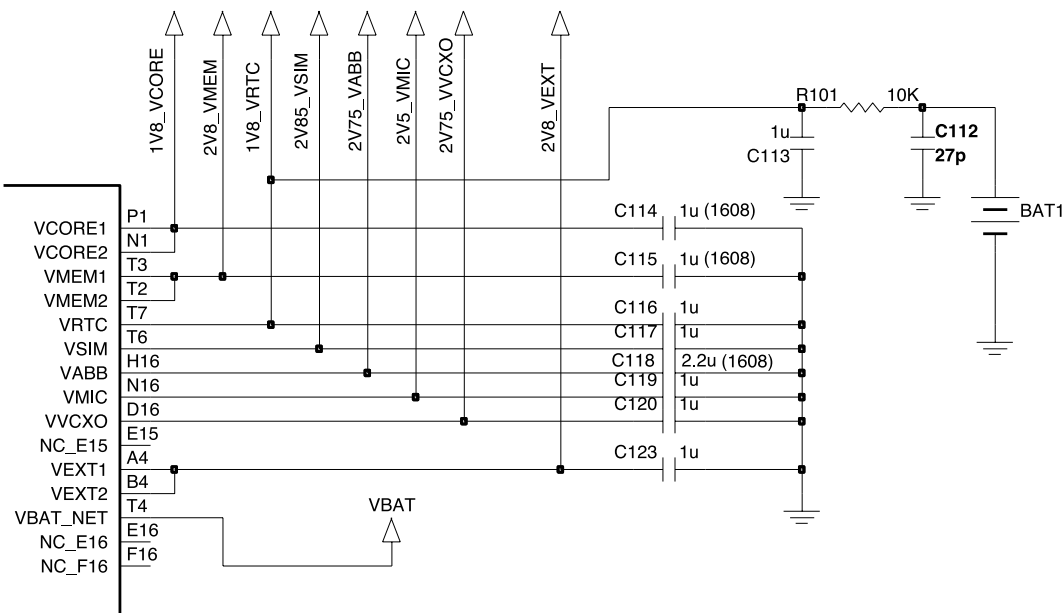 1V8_VCORE
2V8_VMEM
1V8_VRTC
2V85_VSIM
2V75_VABB
2V5_VMIC
2V75_VVCXO
2V8_VEXT
R101 10K
1u
C113
C112
27p
BAT1
VCORE1 P1
VCORE2 N1
VMEM1 T3
VMEM2 T2
VRTC T7
VSIM T6
VABB H16
VMIC N16
VVCXO D16
NC_E15 E15
VEXT1 A4
VEXT2 B4
VBAT_NET T4
NC_E16 E16
NC_F16 F16
C114 1u (1608)
C115 1u (1608)
C116 1u
C117 1u
C118 2.2u (1608)
C119 1u
C120 1u
C123 1u
VBAT